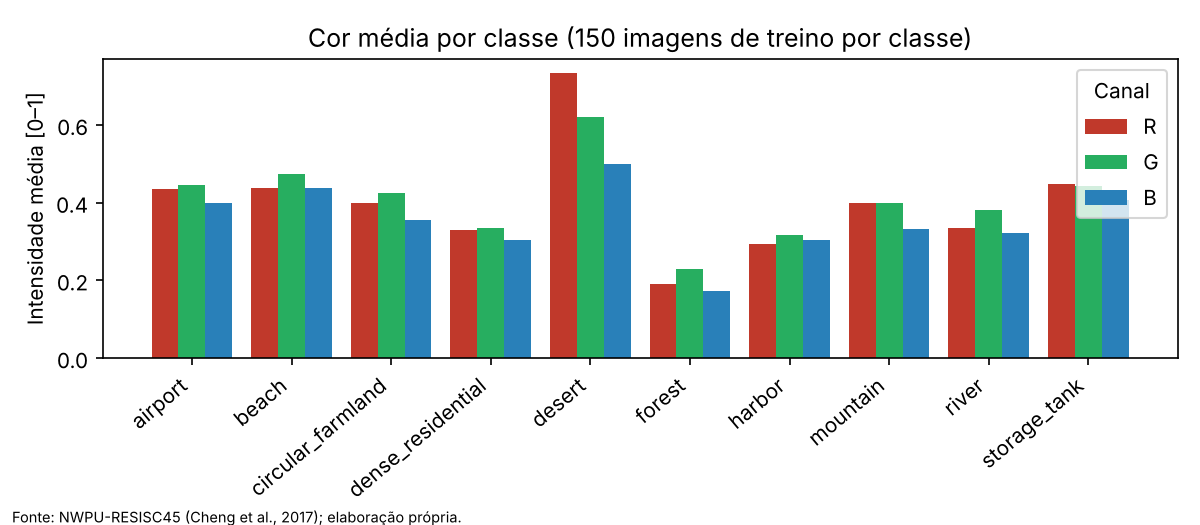 Cor média por classe (150 imagens de treino por classe)
Intensidade média [0–1]
0.6
0.4
0.2
0.0
Canal
R
G
B
airport
beach
circular_farmland
dense_residential
desert
forest
harbor
mountain
river
storage_tank
Fonte: NWPU-RESISC45 (Cheng et al., 2017); elaboração própria.